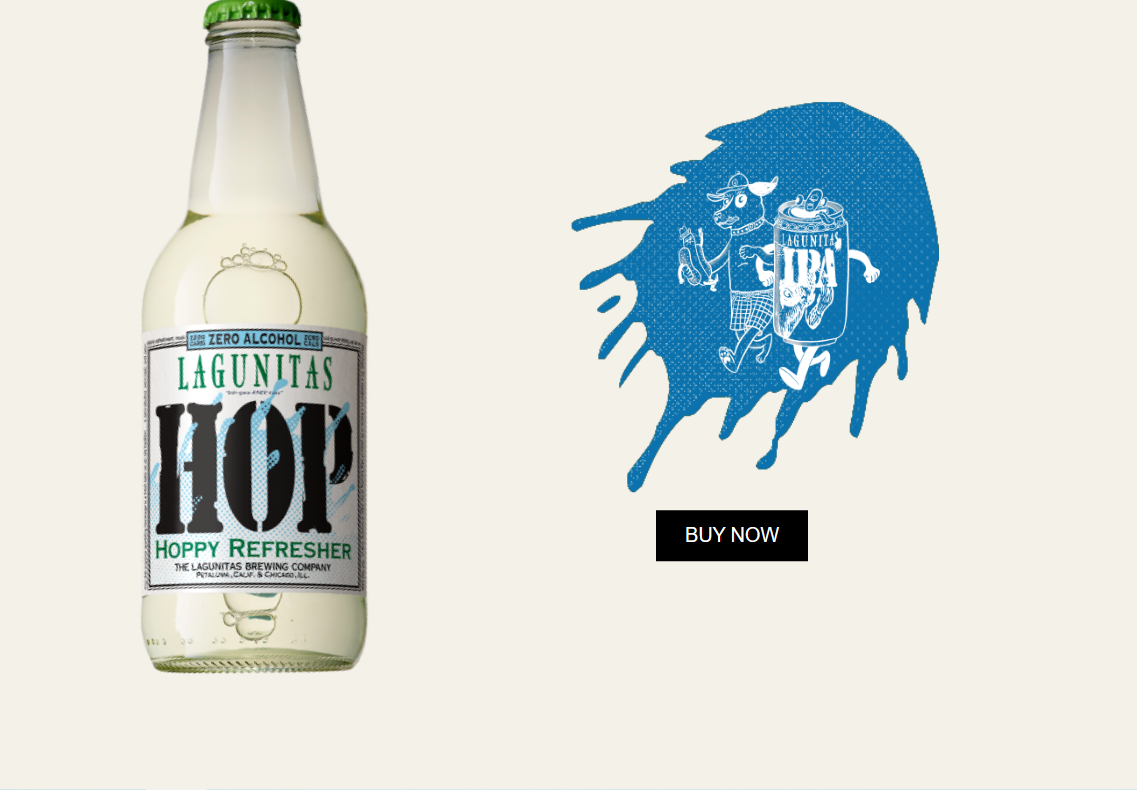 ZERO CARBS ZERO ALCOHOL ZERO CALS
LAGUNITAS
HOP
HOPPY REFRESHER
THE LAGUNITAS BREWING COMPANY
PETALUMA, CALIF. & CHICAGO, ILL.
LAGUNITAS
IPA
BUY NOW